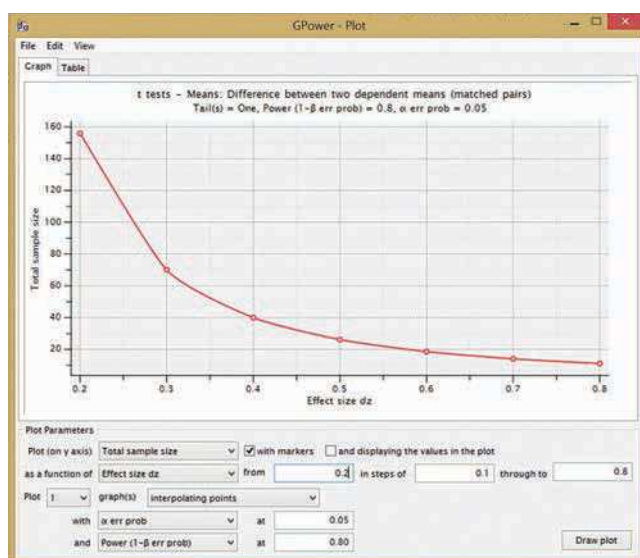 GPower - Plot
File Edit View
Graph Table
t tests - Means: Difference between two dependent means (matched pairs)
Tail(s) = One, Power (1-β err prob) = 0.8, α err prob = 0.05
160
140
120
100
80
60
40
20
Total sample size
0.2 0.3 0.4 0.5 0.6 0.7 0.8
Effect size dz
Plot Parameters
Plot (on y axis) Total sample size with markers and displaying the values in the plot
as a function of Effect size dz from 0.2 in steps of 0.1 through to 0.8
Plot 1 graph(s) interpolating points
with α err prob at 0.05
and Power (1-β err prob) at 0.80
Draw plot